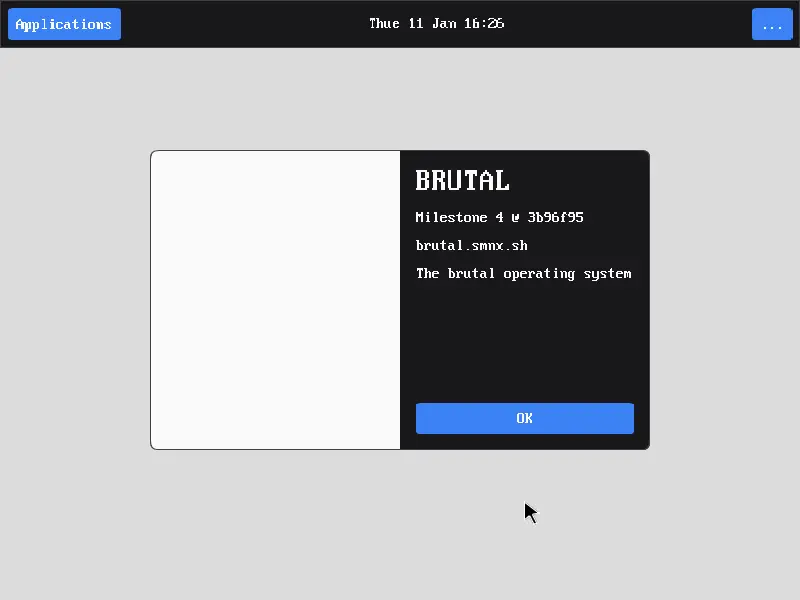 Applications
Thue 11 Jan 16:26
...
BRUTAL
Milestone 4 @ 3b96f95
brutal.smnx.sh
The brutal operating system
OK